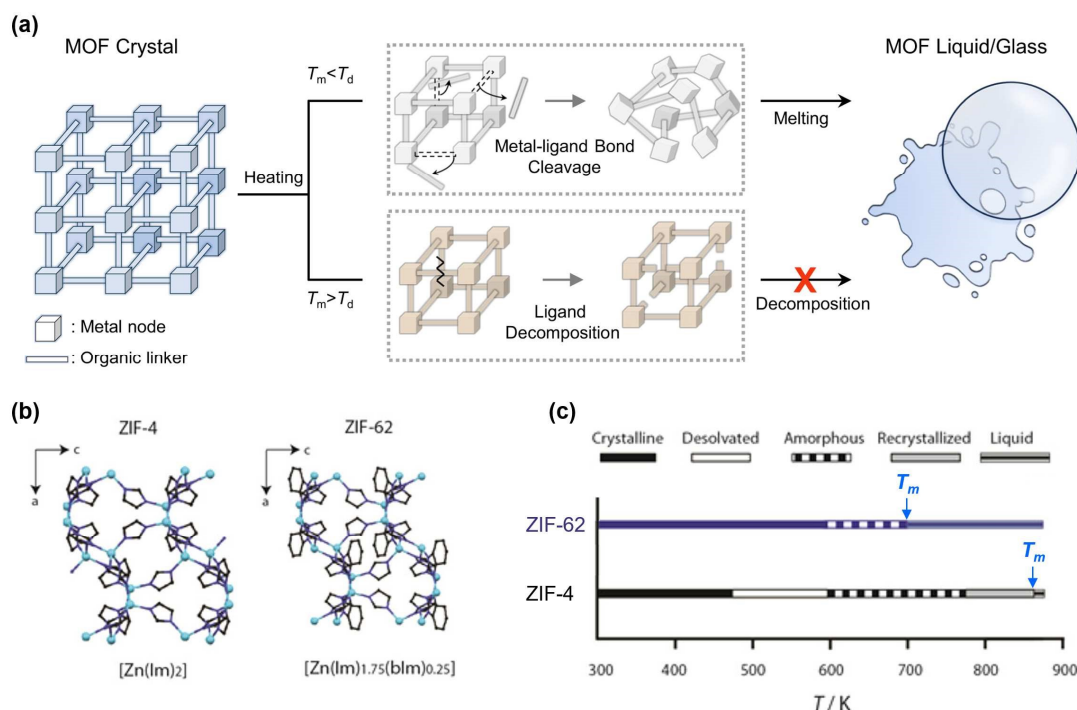 (a)
MOF Crystal
MOF Liquid/Glass
Tm<Td
Metal-ligand Bond
Cleavage
Melting
Heating
Tm>Td
Ligand
Decomposition
Decomposition
: Metal node
: Organic linker
(b)
ZIF-4
ZIF-62
c
a
c
a
[Zn(Im)2]
[Zn(Im)1.75(bIm)0.25]
(c)
Crystalline Desolvated Amorphous Recrystallized Liquid
Tm
ZIF-62
Tm
ZIF-4
300 400 500 600 700 800 900
T / K